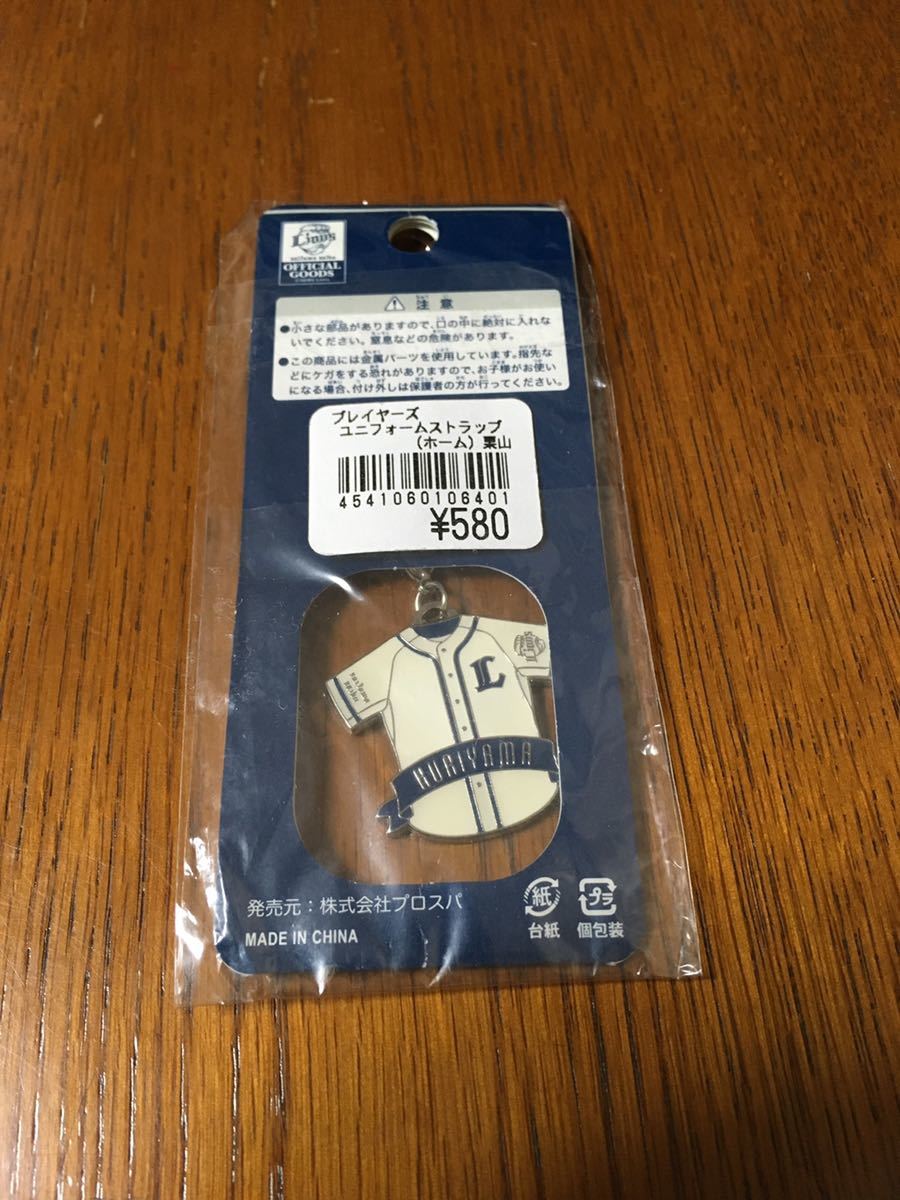 Lions
OFFICIAL
GOODS
注意
●小さな部品がありますので、口の中に絶対に入れな
いでください。窒息などの危険があります。
●この商品には金属パーツを使用しています。指先な
どにケガをする恐れがありますので、お子様がお使い
になる場合、付け外しは保護者の方が行ってください。
プレイヤーズ
ユニフォームストラップ
(ホーム) 栗山
4541060106401
¥580
L
KURIYAMA
発売元：株式会社プロスパ
MADE IN CHINA
紙
台紙
プラ
個包装